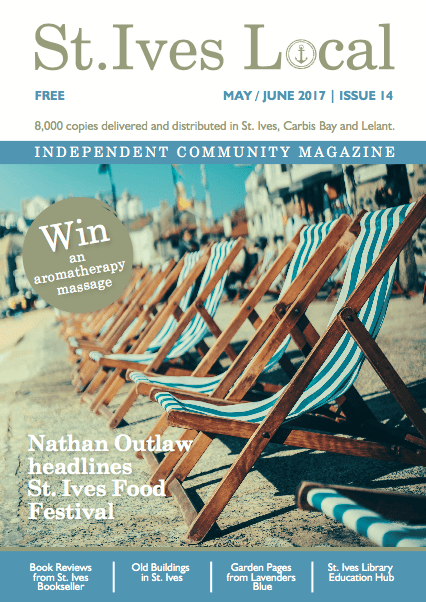 St.Ives Local
FREE
MAY / JUNE 2017 | ISSUE 14
8,000 copies delivered and distributed in St. Ives, Carbis Bay and Lelant.
INDEPENDENT COMMUNITY MAGAZINE
Win
an
aromatherapy
massage
Nathan Outlaw
headlines
St. Ives Food
Festival
Book Reviews
from St. Ives
Bookseller
Old Buildings
in St. Ives
Garden Pages
from Lavenders
Blue
St. Ives Library
Education Hub